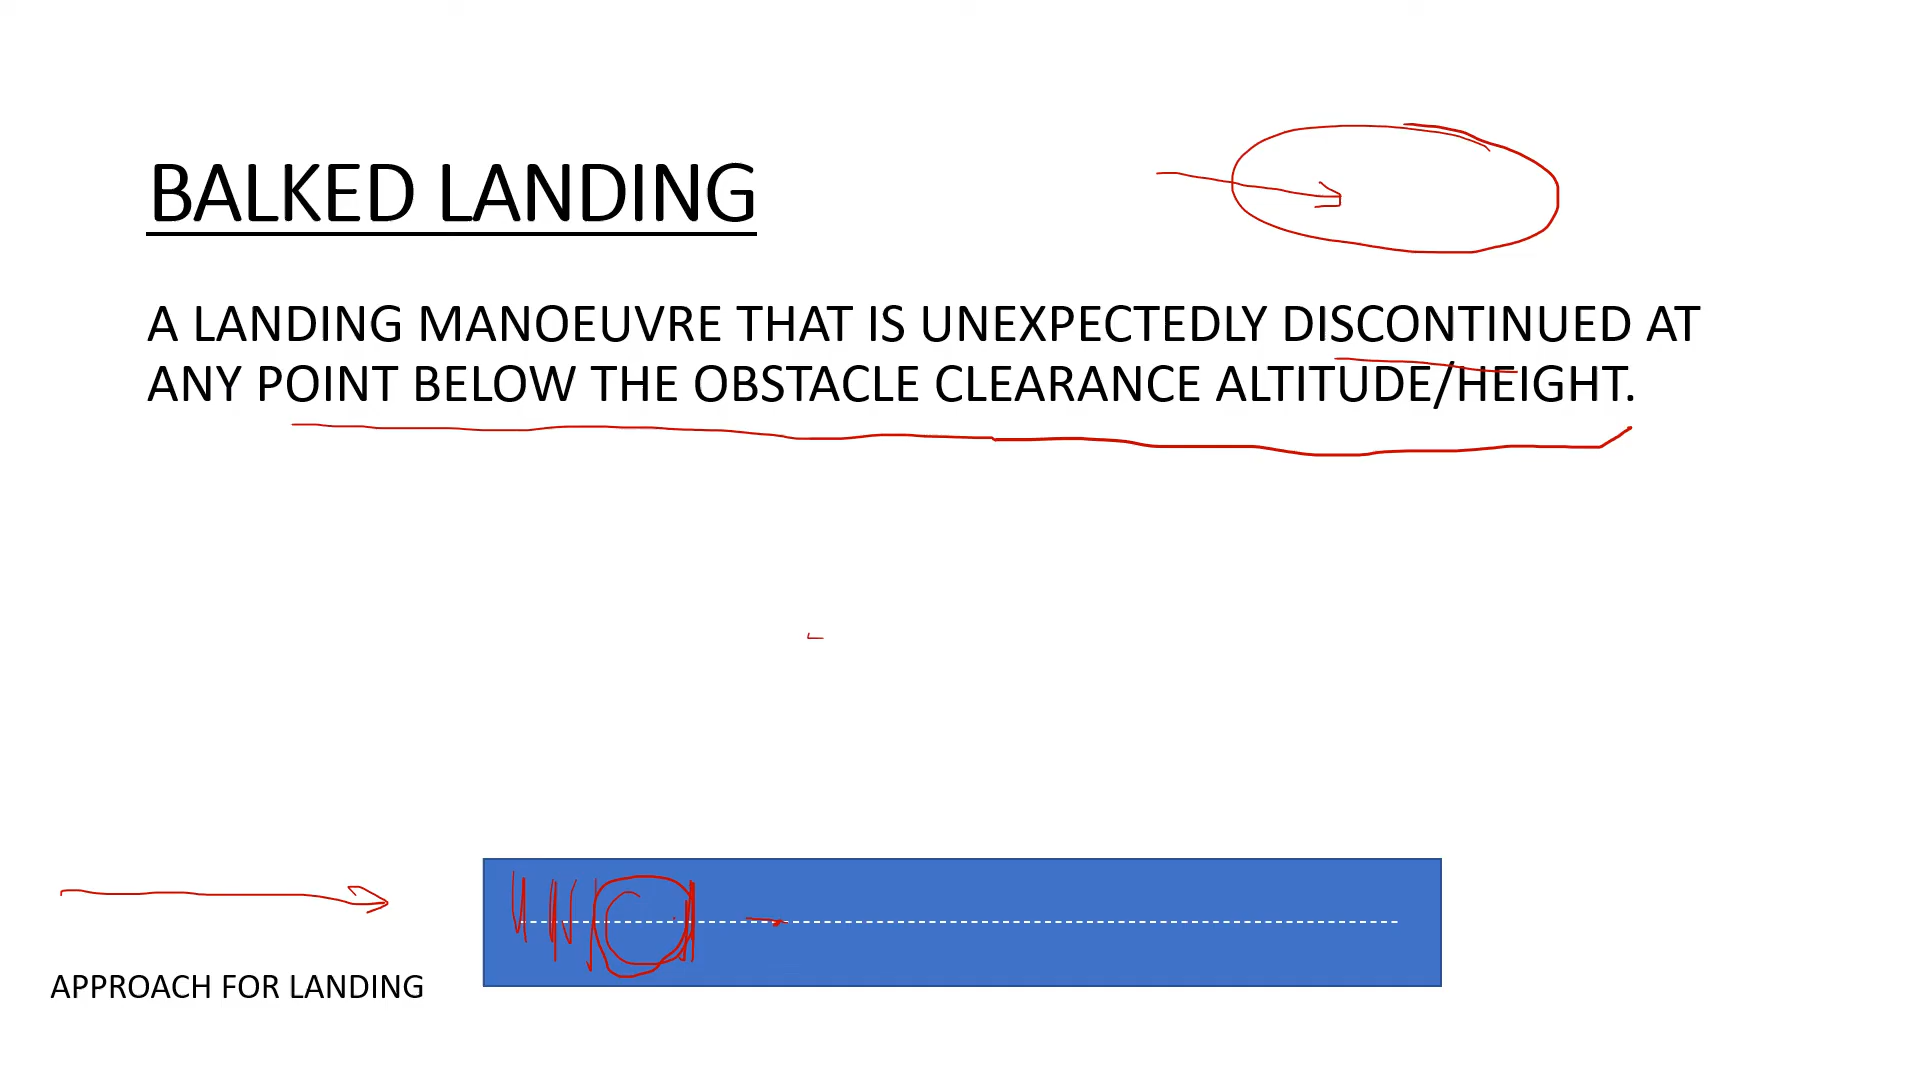 BALKED LANDING
A LANDING MANOEUVRE THAT IS UNEXPECTEDLY DISCONTINUED AT
ANY POINT BELOW THE OBSTACLE CLEARANCE ALTITUDE/HEIGHT.
APPROACH FOR LANDING